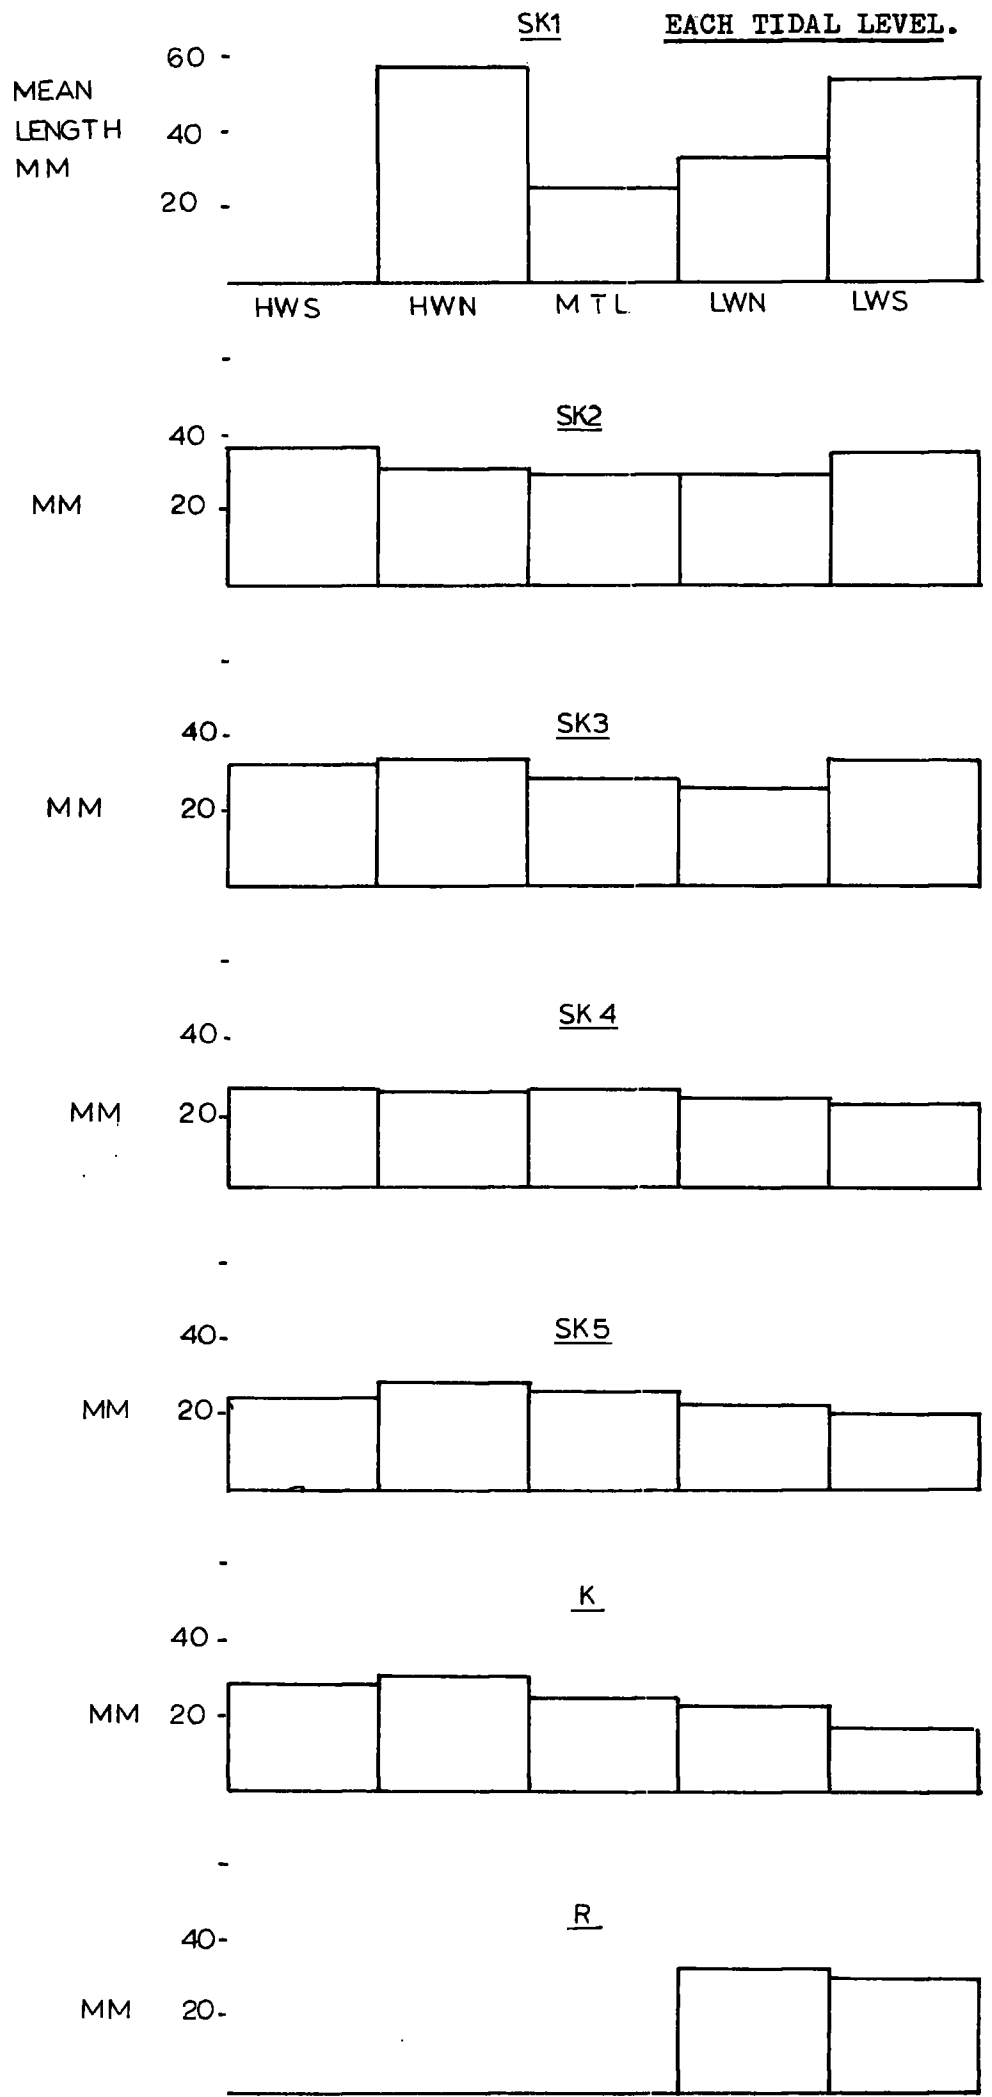 SK1 EACH TIDAL LEVEL.
60 -
MEAN
LENGTH 40 -
MM
20 -
HWS HWN MTL LWN LWS
-
SK2
40 -
MM 20 -
-
SK3
40 -
MM 20 -
-
SK4
40 -
MM 20 -
-
SK5
40 -
MM 20 -
-
K
40 -
MM 20 -
-
R
40 -
MM 20 -